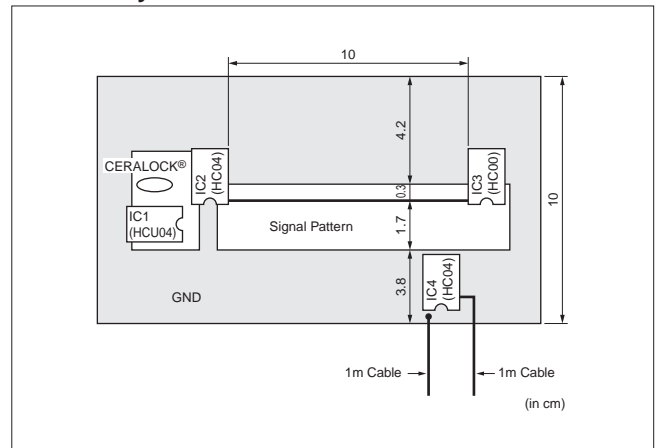 10
4.2
CERALOCK®
IC2
(HC04)
IC3
(HC00)
0.3
10
IC1
(HCU04)
Signal Pattern
1.7
GND
3.8
IC4
(HC04)
1m Cable
1m Cable
(in cm)